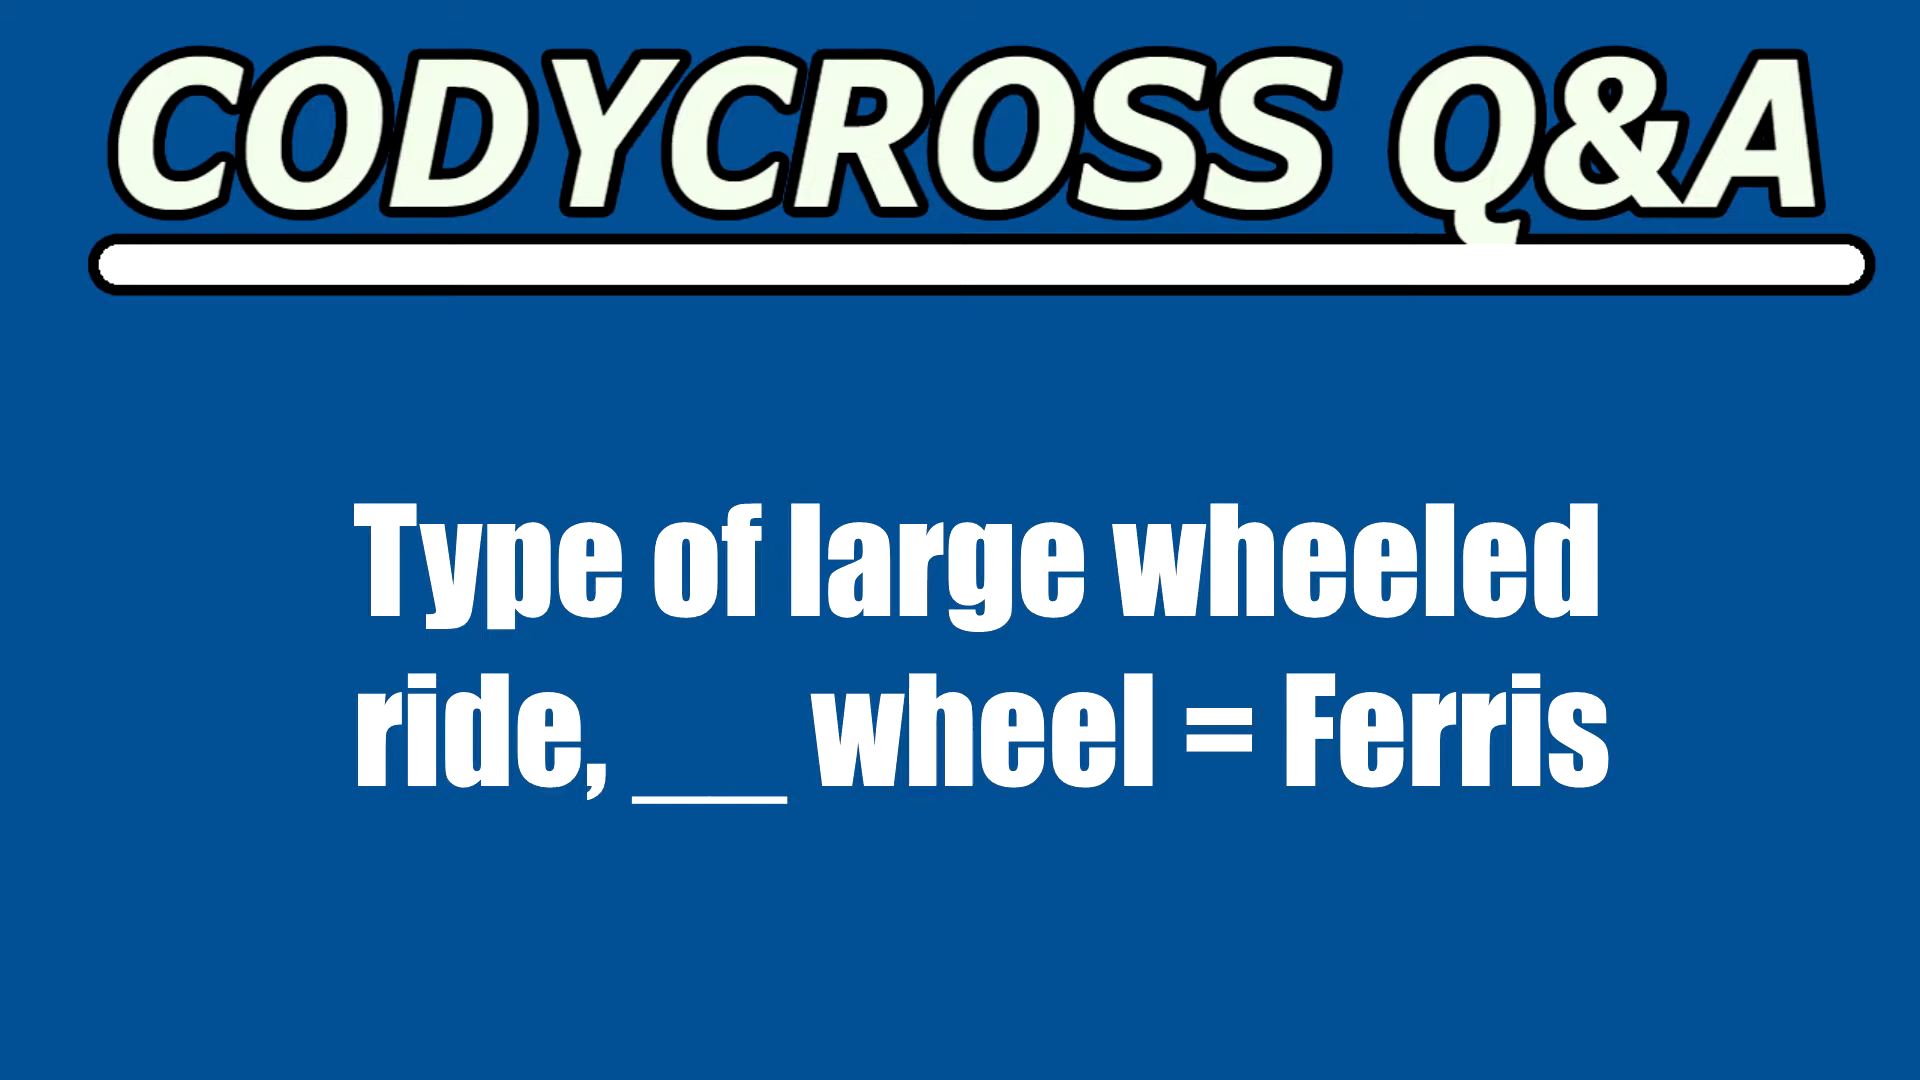 CODYCROSS Q&A
Type of large wheeled
ride, __ wheel = Ferris